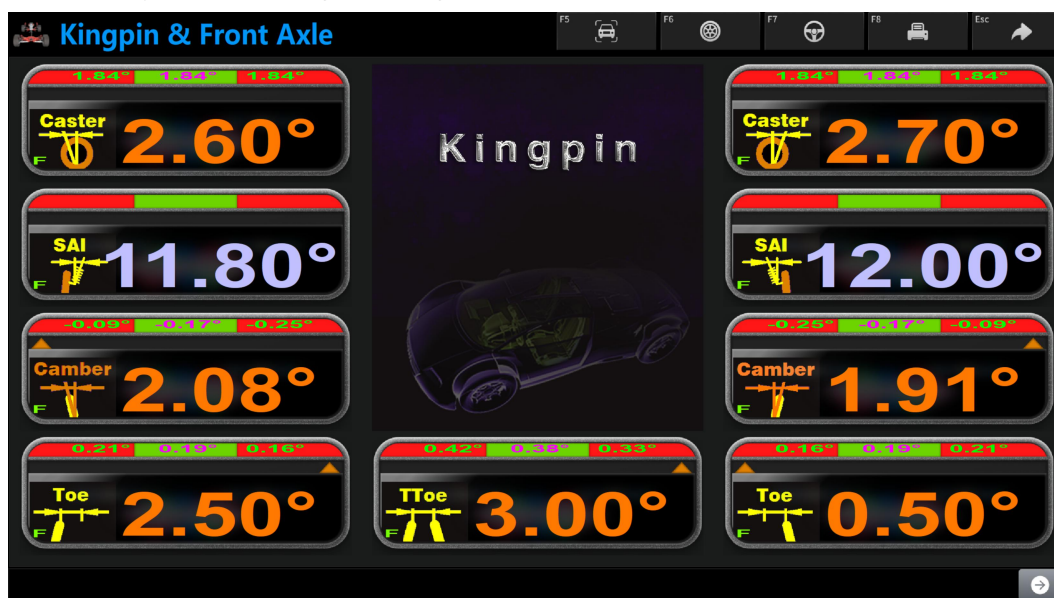 Kingpin & Front Axle
F5
F6
F7
F8
Esc
1.84° 1.84° 1.84°
Caster
F
2.60°
Kingpin
1.84° 1.84° 1.84°
Caster
F
2.70°
SAI
F
11.80°
SAI
F
12.00°
-0.09° -0.17° -0.25°
Camber
F
2.08°
-0.25° -0.17° -0.09°
Camber
F
1.91°
0.21° 0.19° 0.16°
Toe
F
2.50°
0.42° 0.38° 0.33°
TToe
F
3.00°
0.16° 0.19° 0.21°
Toe
F
0.50°